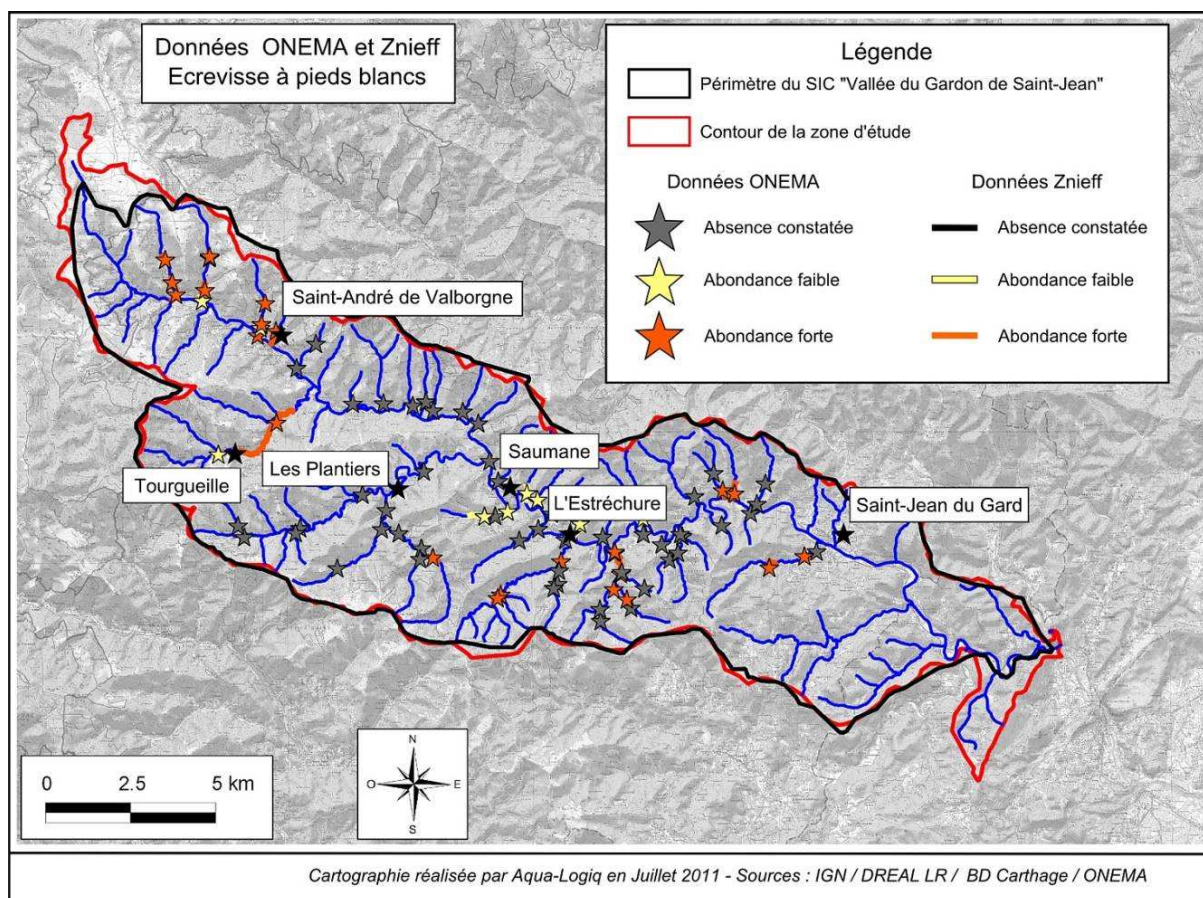 Données ONEMA et Znieff
Ecrevisse à pieds blancs
Légende
Périmètre du SIC "Vallée du Gardon de Saint-Jean"
Contour de la zone d'étude
Données ONEMA
Données Znieff
Absence constatée
Absence constatée
Abondance faible
Abondance faible
Abondance forte
Abondance forte
Saint-André de Valborgne
Saumane
Les Plantiers
Tourgueille
L'Estréchure
Saint-Jean du Gard
0 2.5 5 km
N
O E
S
Cartographie réalisée par Aqua-Logiq en Juillet 2011 - Sources : IGN / DREAL LR / BD Carthage / ONEMA